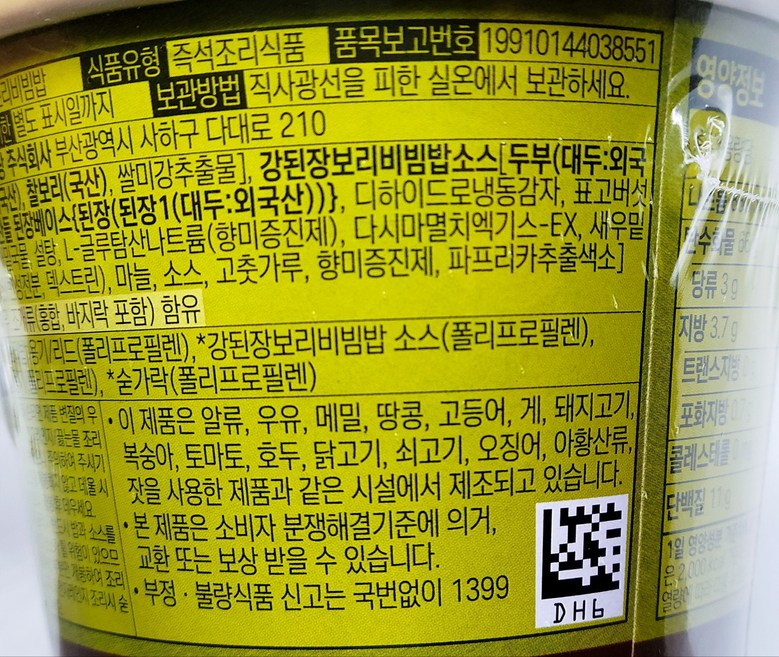 리비빔밥 식품유형 즉석조리식품 품목보고번호 19910144038551
별도 표시일까지 보관방법 직사광선을 피한 실온에서 보관하세요.
주식회사 부산광역시 사하구 다대로 210
찰보리(국산), 쌀미강추출물], 강된장보리비빔밥소스[두부(대두:외국
된장베이스{된장(된장1(대두:외국산))}, 디하이드로냉동감자, 표고버섯
설탕, L-글루탐산나트륨(향미증진제), 다시마멸치엑기스-EX, 새우밑
덱스트린), 마늘, 소스, 고춧가루, 향미증진제, 파프리카추출색소]
바지락 포함) 함유
용기/리드(폴리프로필렌), *강된장보리비빔밥 소스(폴리프로필렌),
*숟가락(폴리프로필렌)
• 이 제품은 알류, 우유, 메밀, 땅콩, 고등어, 게, 돼지고기,
복숭아, 토마토, 호두, 닭고기, 쇠고기, 오징어, 아황산류,
잣을 사용한 제품과 같은 시설에서 제조되고 있습니다.
• 본 제품은 소비자 분쟁해결기준에 의거,
교환 또는 보상 받을 수 있습니다.
• 부정 · 불량식품 신고는 국번없이 1399
DH6
영양정보
당류 3 g
지방 3.7 g
트랜스지방
포화지방
콜레스테롤
단백질 11 g